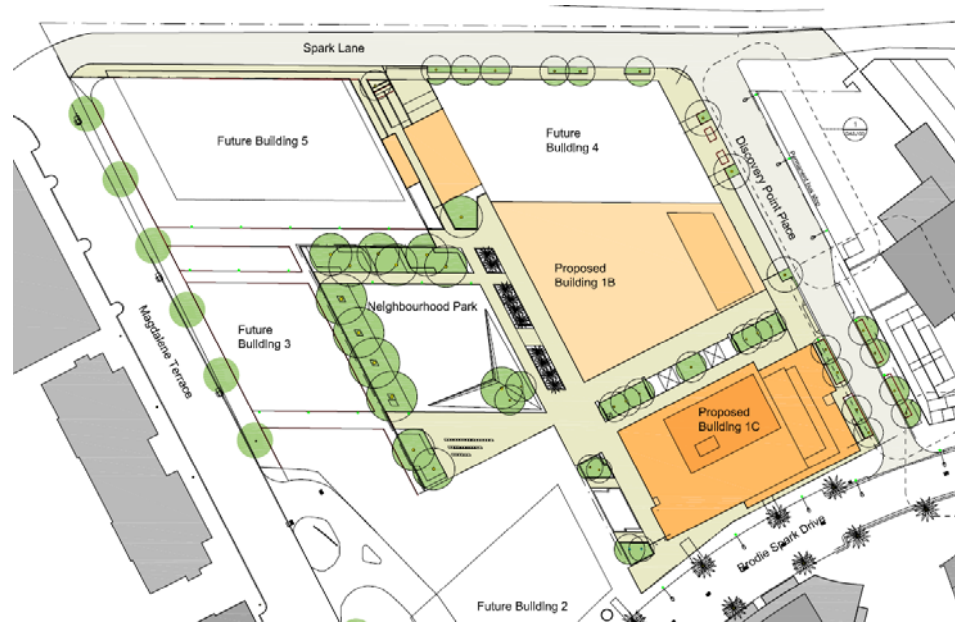 Spark Lane
Future Building 5
Future
Building 4
Discovery Point Place
Proposed
Building 1B
Neighbourhood Park
Future
Building 3
Magdalene Terrace
Proposed
Building 1C
Brodie Spark Drive
Future Building 2